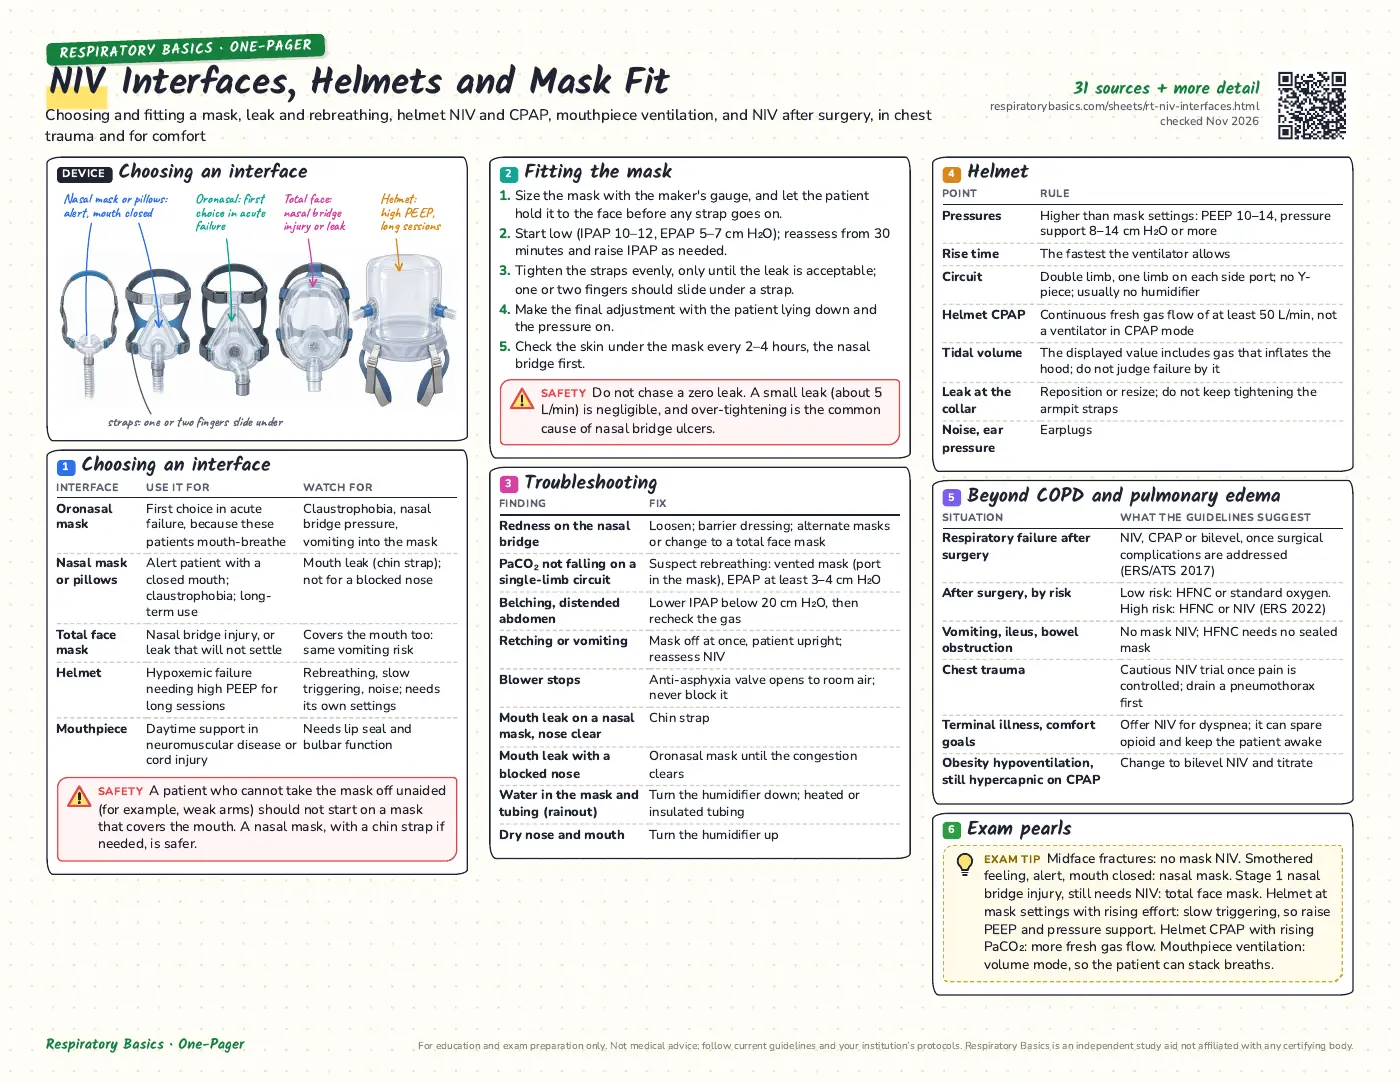 RESPIRATORY BASICS · ONE-PAGER
NIV Interfaces, Helmets and Mask Fit
Choosing and fitting a mask, leak and rebreathing, helmet NIV and CPAP, mouthpiece ventilation, and NIV after surgery, in chest
trauma and for comfort
31 sources + more detail
respiratorybasics.com/sheets/rt-niv-interfaces.html
checked Nov 2026
DEVICE Choosing an interface
Nasal mask or pillows:
alert, mouth closed
Oronasal: first
choice in acute
failure
Total face:
nasal bridge
injury or leak
Helmet:
high PEEP,
long sessions
straps: one or two fingers slide under
1 Choosing an interface
INTERFACE USE IT FOR WATCH FOR
Oronasal
mask
First choice in acute
failure, because these
patients mouth-breathe
Claustrophobia, nasal
bridge pressure,
vomiting into the mask
Nasal mask
or pillows
Alert patient with a
closed mouth;
claustrophobia; long-
term use
Mouth leak (chin strap);
not for a blocked nose
Total face
mask
Nasal bridge injury, or
leak that will not settle
Covers the mouth too:
same vomiting risk
Helmet
Hypoxemic failure
needing high PEEP for
long sessions
Rebreathing, slow
triggering, noise; needs
its own settings
Mouthpiece
Daytime support in
neuromuscular disease or
cord injury
Needs lip seal and
bulbar function
SAFETY A patient who cannot take the mask off unaided
(for example, weak arms) should not start on a mask
that covers the mouth. A nasal mask, with a chin strap if
needed, is safer.
2 Fitting the mask
1. Size the mask with the maker's gauge, and let the patient
hold it to the face before any strap goes on.
2. Start low (IPAP 10–12, EPAP 5–7 cm H₂O); reassess from 30
minutes and raise IPAP as needed.
3. Tighten the straps evenly, only until the leak is acceptable;
one or two fingers should slide under a strap.
4. Make the final adjustment with the patient lying down and
the pressure on.
5. Check the skin under the mask every 2–4 hours, the nasal
bridge first.
SAFETY Do not chase a zero leak. A small leak (about 5
L/min) is negligible, and over-tightening is the common
cause of nasal bridge ulcers.
3 Troubleshooting
FINDING FIX
Redness on the nasal
bridge
Loosen; barrier dressing; alternate masks
or change to a total face mask
PaCO₂ not falling on a
single-limb circuit
Suspect rebreathing: vented mask (port
in the mask), EPAP at least 3–4 cm H₂O
Belching, distended
abdomen
Lower IPAP below 20 cm H₂O, then
recheck the gas
Retching or vomiting
Mask off at once, patient upright;
reassess NIV
Blower stops
Anti-asphyxia valve opens to room air;
never block it
Mouth leak on a nasal
mask, nose clear
Chin strap
Mouth leak with a
blocked nose
Oronasal mask until the congestion
clears
Water in the mask and
tubing (rainout)
Turn the humidifier down; heated or
insulated tubing
Dry nose and mouth
Turn the humidifier up
4 Helmet
POINT RULE
Pressures
Higher than mask settings: PEEP 10–14, pressure
support 8–14 cm H₂O or more
Rise time
The fastest the ventilator allows
Circuit
Double limb, one limb on each side port; no Y-
piece; usually no humidifier
Helmet CPAP
Continuous fresh gas flow of at least 50 L/min, not
a ventilator in CPAP mode
Tidal volume
The displayed value includes gas that inflates the
hood; do not judge failure by it
Leak at the
collar
Reposition or resize; do not keep tightening the
armpit straps
Noise, ear
pressure
Earplugs
5 Beyond COPD and pulmonary edema
SITUATION WHAT THE GUIDELINES SUGGEST
Respiratory failure after
surgery
NIV, CPAP or bilevel, once surgical
complications are addressed
(ERS/ATS 2017)
After surgery, by risk
Low risk: HFNC or standard oxygen.
High risk: HFNC or NIV (ERS 2022)
Vomiting, ileus, bowel
obstruction
No mask NIV; HFNC needs no sealed
mask
Chest trauma
Cautious NIV trial once pain is
controlled; drain a pneumothorax
first
Terminal illness, comfort
goals
Offer NIV for dyspnea; it can spare
opioid and keep the patient awake
Obesity hypoventilation,
still hypercapnic on CPAP
Change to bilevel NIV and titrate
6 Exam pearls
EXAM TIP Midface fractures: no mask NIV. Smothered
feeling, alert, mouth closed: nasal mask. Stage 1 nasal
bridge injury, still needs NIV: total face mask. Helmet at
mask settings with rising effort: slow triggering, so raise
PEEP and pressure support. Helmet CPAP with rising
PaCO₂: more fresh gas flow. Mouthpiece ventilation:
volume mode, so the patient can stack breaths.
Respiratory Basics · One-Pager
For education and exam preparation only. Not medical advice; follow current guidelines and your institution's protocols. Respiratory Basics is an independent study aid not affiliated with any certifying body.